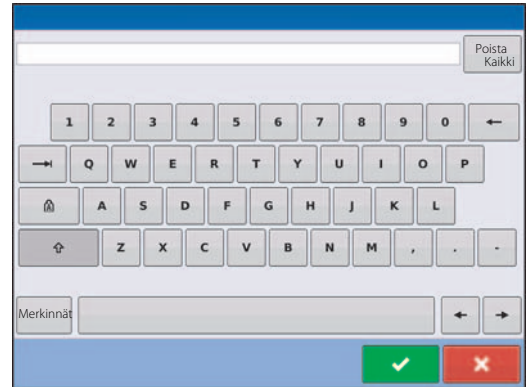 Poista
Kaikki
1 2 3 4 5 6 7 8 9 0 ←
→ Q W E R T Y U I O P
A A S D F G H J K L
Z X C V B N M , . -
Merkinnät ← →